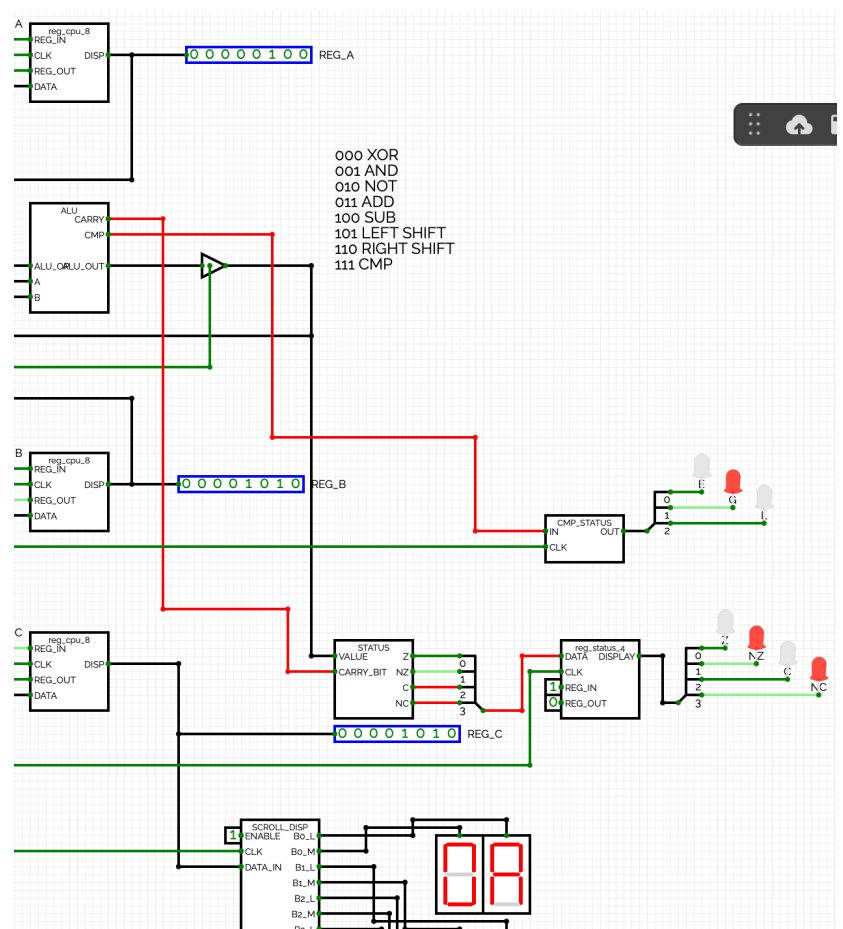 A
reg_cpu_8
REG_IN
CLK DISP
REG_OUT
DATA
0 0 0 0 0 1 0 0 REG_A
000 XOR
001 AND
010 NOT
011 ADD
100 SUB
101 LEFT SHIFT
110 RIGHT SHIFT
111 CMP
ALU
CARRY
CMP
ALU_OP ALU_OUT
A
B
B
reg_cpu_8
REG_IN
CLK DISP
REG_OUT
DATA
0 0 0 0 1 0 1 0 REG_B
CMP_STATUS
IN OUT
CLK
0
1
2
E
G
L
C
reg_cpu_8
REG_IN
CLK DISP
REG_OUT
DATA
STATUS
VALUE Z
NZ
CARRY_BIT C
NC
0
1
2
3
reg_status_4
DATA DISPLAY
CLK
1 REG_IN
0 REG_OUT
0
1
2
3
Z
NZ
C
NC
0 0 0 0 1 0 1 0 REG_C
SCROLL_DISP
1 ENABLE B0_L
CLK B0_M
DATA_IN B1_L
B1_M
B2_L
B2_M
0A